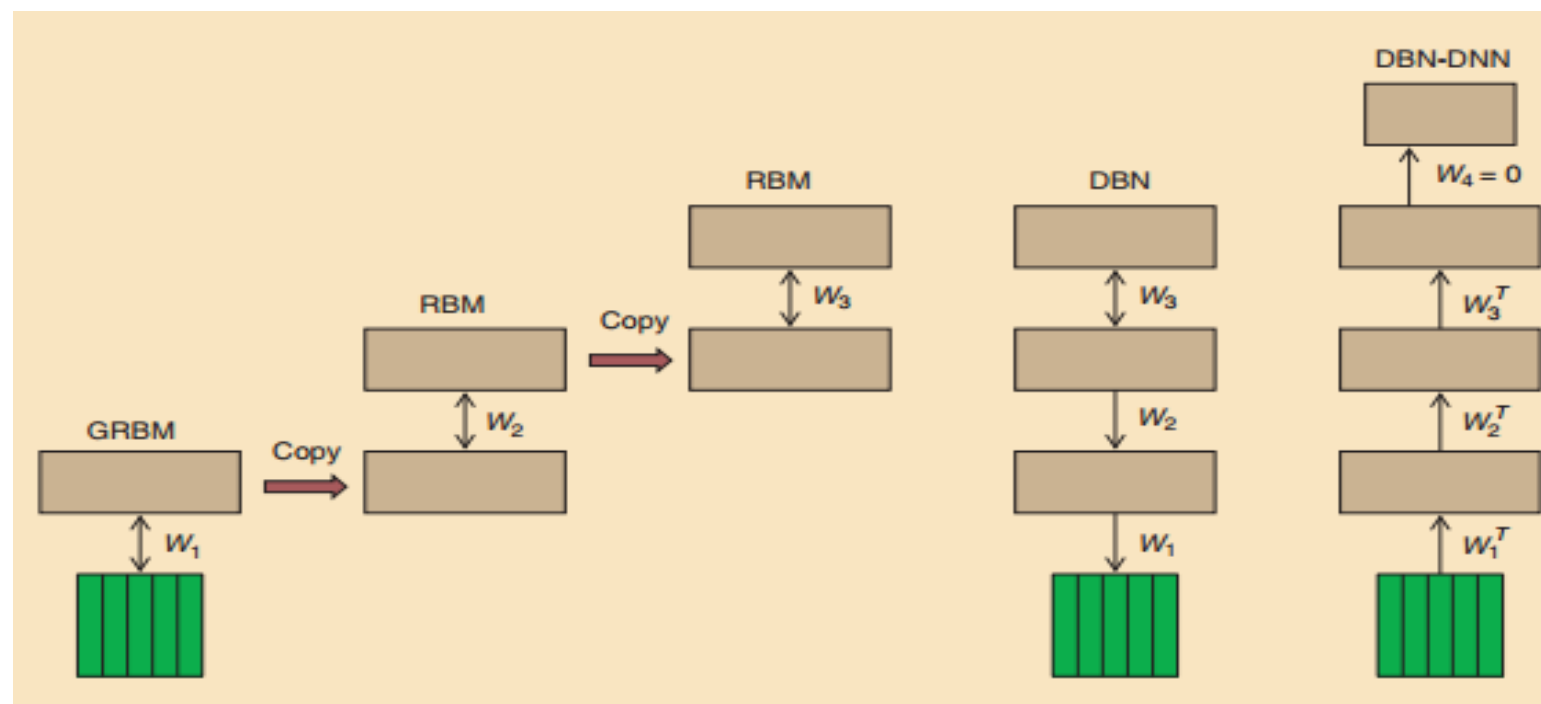 GRBM
W₁
Copy
RBM
W₂
Copy
RBM
W₃
DBN
W₃
W₂
W₁
DBN-DNN
W₄ = 0
W₃ᵀ
W₂ᵀ
W₁ᵀ